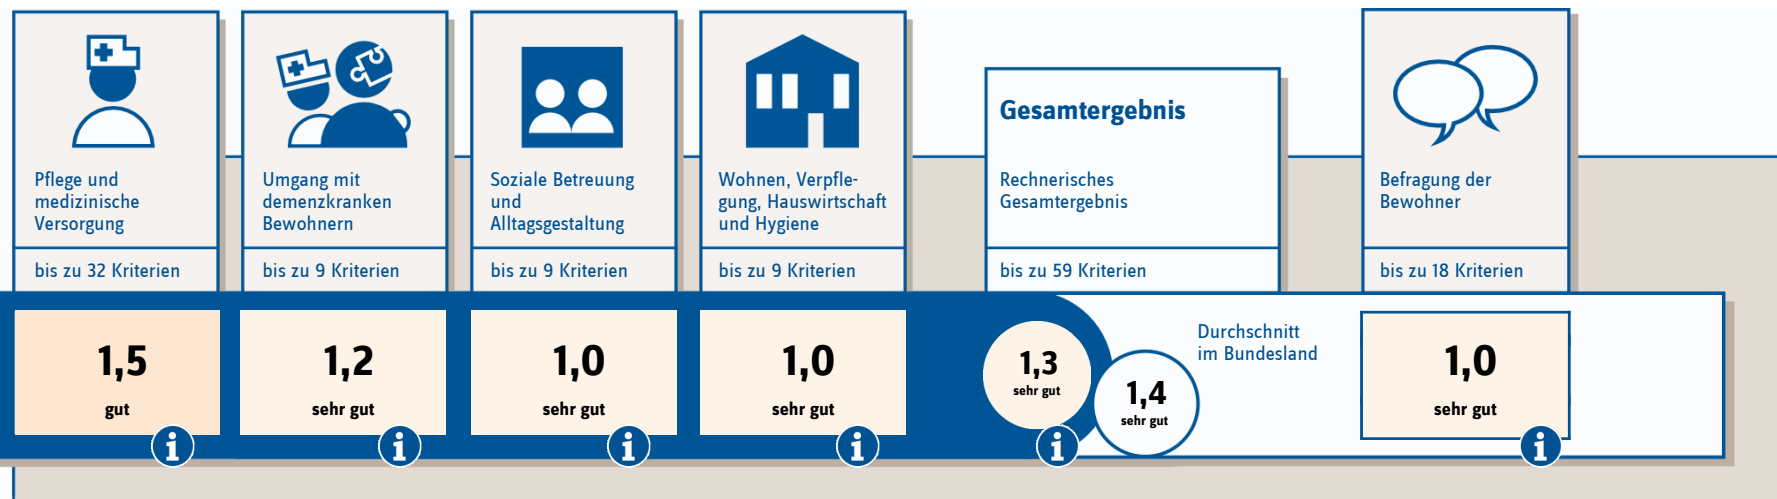 Pflege und
medizinische
Versorgung
bis zu 32 Kriterien
1,5
gut
Umgang mit
demenzkranken
Bewohnern
bis zu 9 Kriterien
1,2
sehr gut
Soziale Betreuung
und
Alltagsgestaltung
bis zu 9 Kriterien
1,0
sehr gut
Wohnen, Verpfle-
gung, Hauswirtschaft
und Hygiene
bis zu 9 Kriterien
1,0
sehr gut
Gesamtergebnis
Rechnerisches
Gesamtergebnis
bis zu 59 Kriterien
1,3
sehr gut
1,4
sehr gut
Durchschnitt
im Bundesland
Befragung der
Bewohner
bis zu 18 Kriterien
1,0
sehr gut